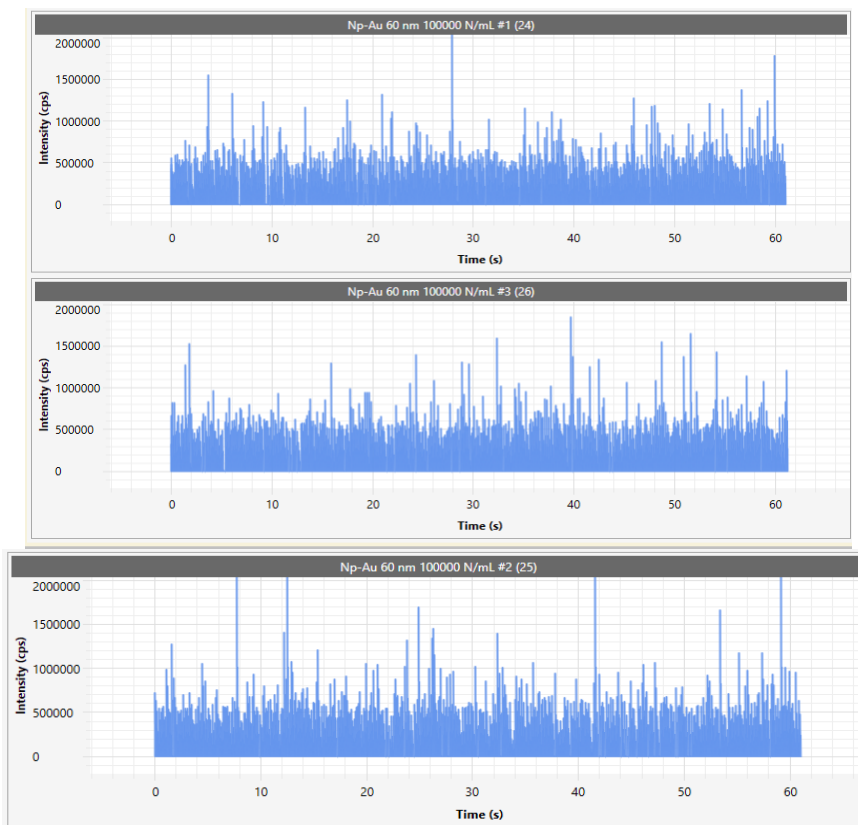 Np-Au 60 nm 100000 N/mL #1 (24)
2000000
1500000
1000000
500000
0
Intensity (cps)
0 10 20 30 40 50 60
Time (s)
Np-Au 60 nm 100000 N/mL #3 (26)
2000000
1500000
1000000
500000
0
Intensity (cps)
0 10 20 30 40 50 60
Time (s)
Np-Au 60 nm 100000 N/mL #2 (25)
2000000
1500000
1000000
500000
0
Intensity (cps)
0 10 20 30 40 50 60
Time (s)